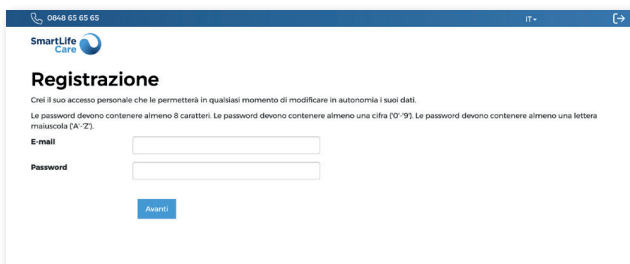 0848 65 65 65
IT
SmartLife
Care
Registrazione
Crei il suo accesso personale che le permetterà in qualsiasi momento di modificare in autonomia i suoi dati.
Le password devono contenere almeno 8 caratteri. Le password devono contenere almeno una cifra ('0'-'9'). Le password devono contenere almeno una lettera
maiuscola ('A'-'Z').
E-mail
Password
Avanti